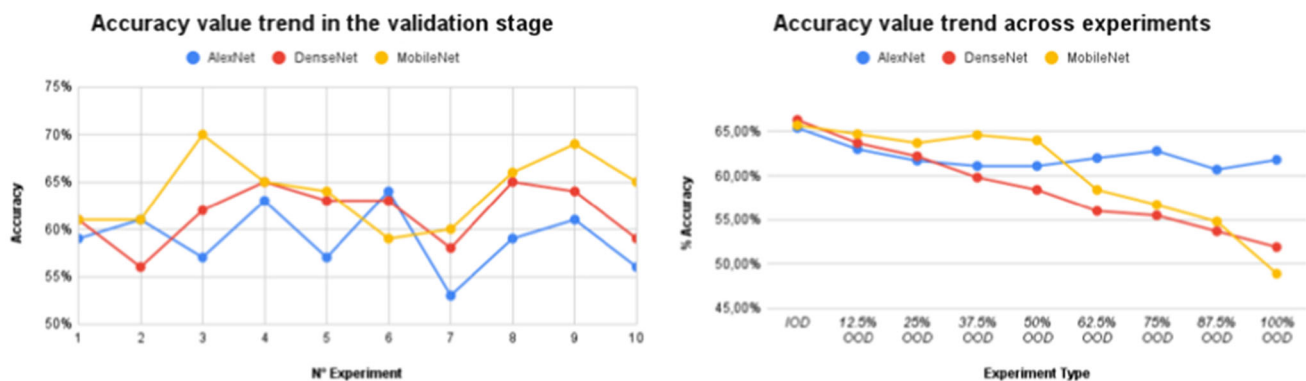 Accuracy value trend in the validation stage
AlexNet DenseNet MobileNet
75%
70%
65%
60%
55%
50%
Accuracy
1 2 3 4 5 6 7 8 9 10
N° Experiment
Accuracy value trend across experiments
AlexNet DenseNet MobileNet
65,00%
60,00%
55,00%
50,00%
45,00%
% Accuracy
IOD 12.5% 25% 37.5% 50% 62.5% 75% 87.5% 100%
OOD OOD OOD OOD OOD OOD OOD OOD
Experiment Type